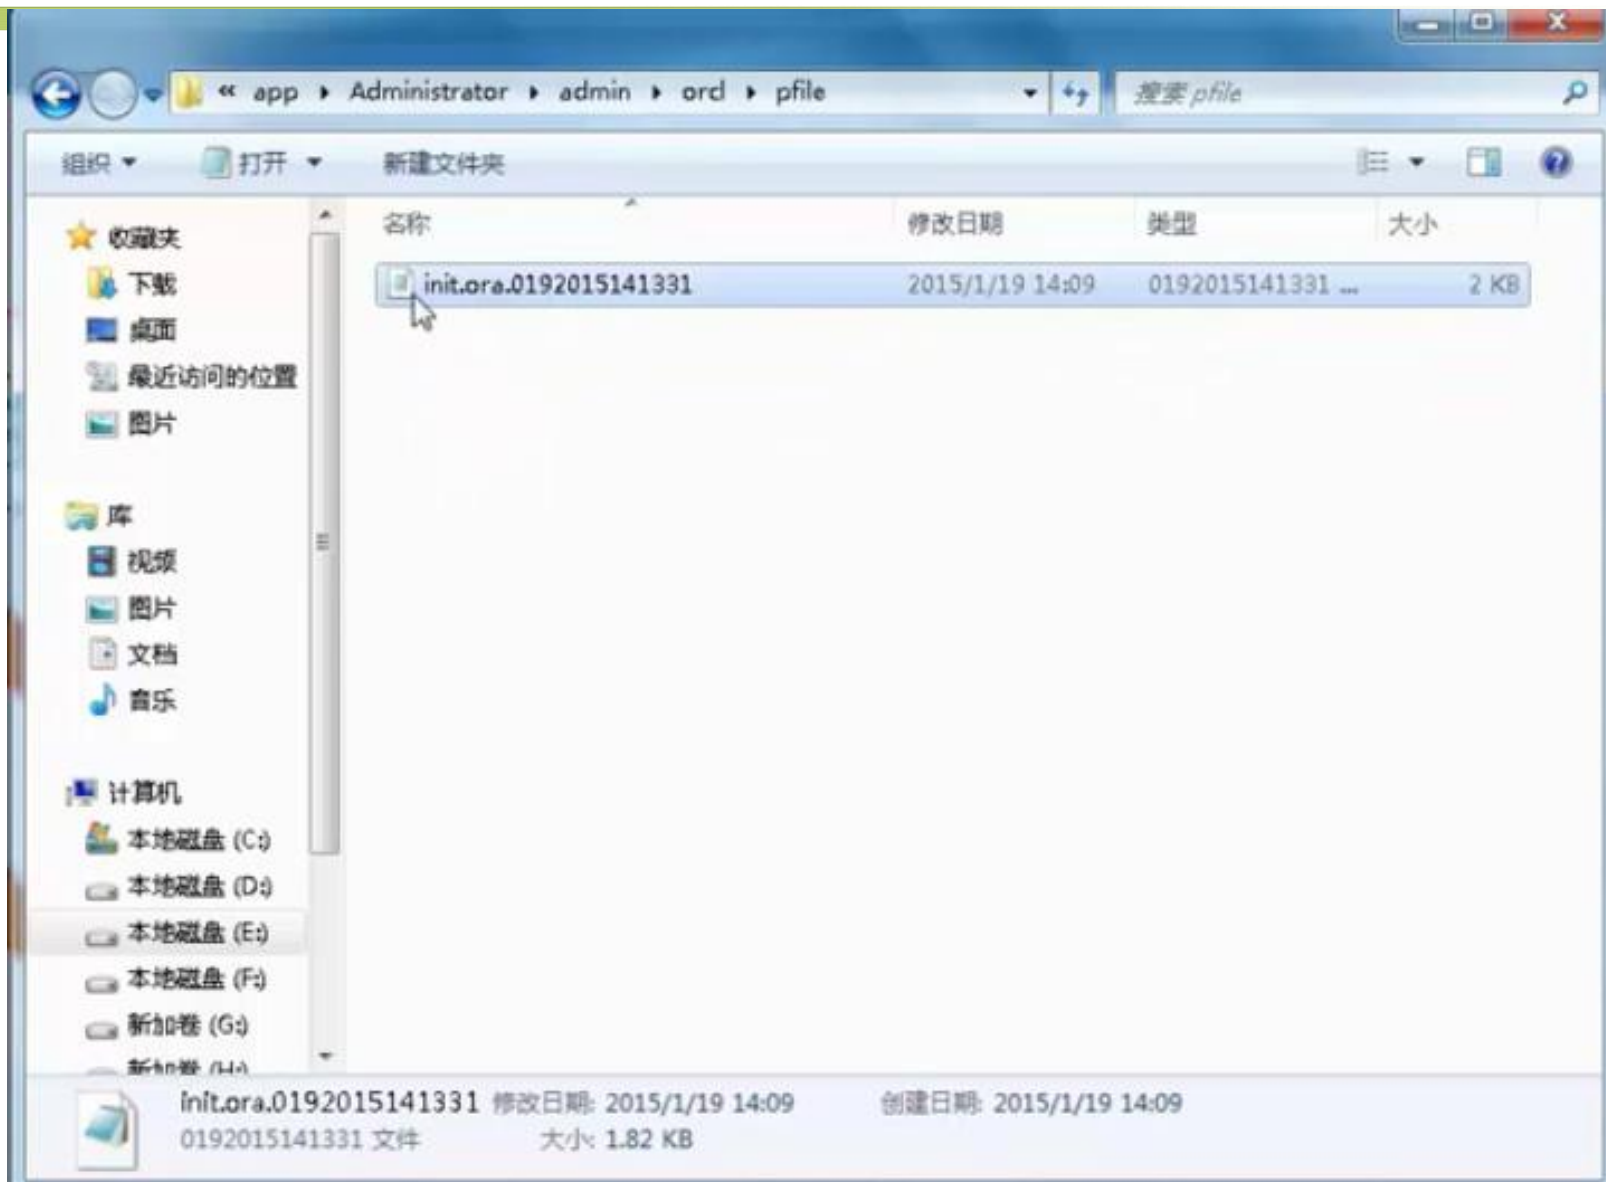 « app ▸ Administrator ▸ admin ▸ orcl ▸ pfile
搜索 pfile
组织 打开 新建文件夹
名称 修改日期 类型 大小
init.ora.0192015141331 2015/1/19 14:09 0192015141331 ... 2 KB
收藏夹
下载
桌面
最近访问的位置
图片
库
视频
图片
文档
音乐
计算机
本地磁盘 (C:)
本地磁盘 (D:)
本地磁盘 (E:)
本地磁盘 (F:)
新加卷 (G:)
新加卷 (H:)
init.ora.0192015141331 修改日期: 2015/1/19 14:09 创建日期: 2015/1/19 14:09
0192015141331 文件 大小: 1.82 KB